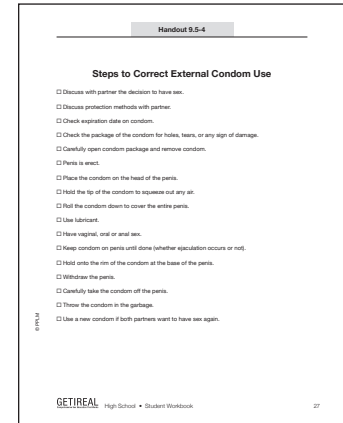 Handout 9.5-4
Steps to Correct External Condom Use
☐ Discuss with partner the decision to have sex.
☐ Discuss protection methods with partner.
☐ Check expiration date on condom.
☐ Check the package of the condom for holes, tears, or any sign of damage.
☐ Carefully open condom package and remove condom.
☐ Penis is erect.
☐ Place the condom on the head of the penis.
☐ Hold the tip of the condom to squeeze out any air.
☐ Roll the condom down to cover the entire penis.
☐ Use lubricant.
☐ Have vaginal, oral or anal sex.
☐ Keep condom on penis until done (whether ejaculation occurs or not).
☐ Hold onto the rim of the condom at the base of the penis.
☐ Withdraw the penis.
☐ Carefully take the condom off the penis.
☐ Throw the condom in the garbage.
☐ Use a new condom if both partners want to have sex again.
© PPLM
GET REAL High School • Student Workbook 27